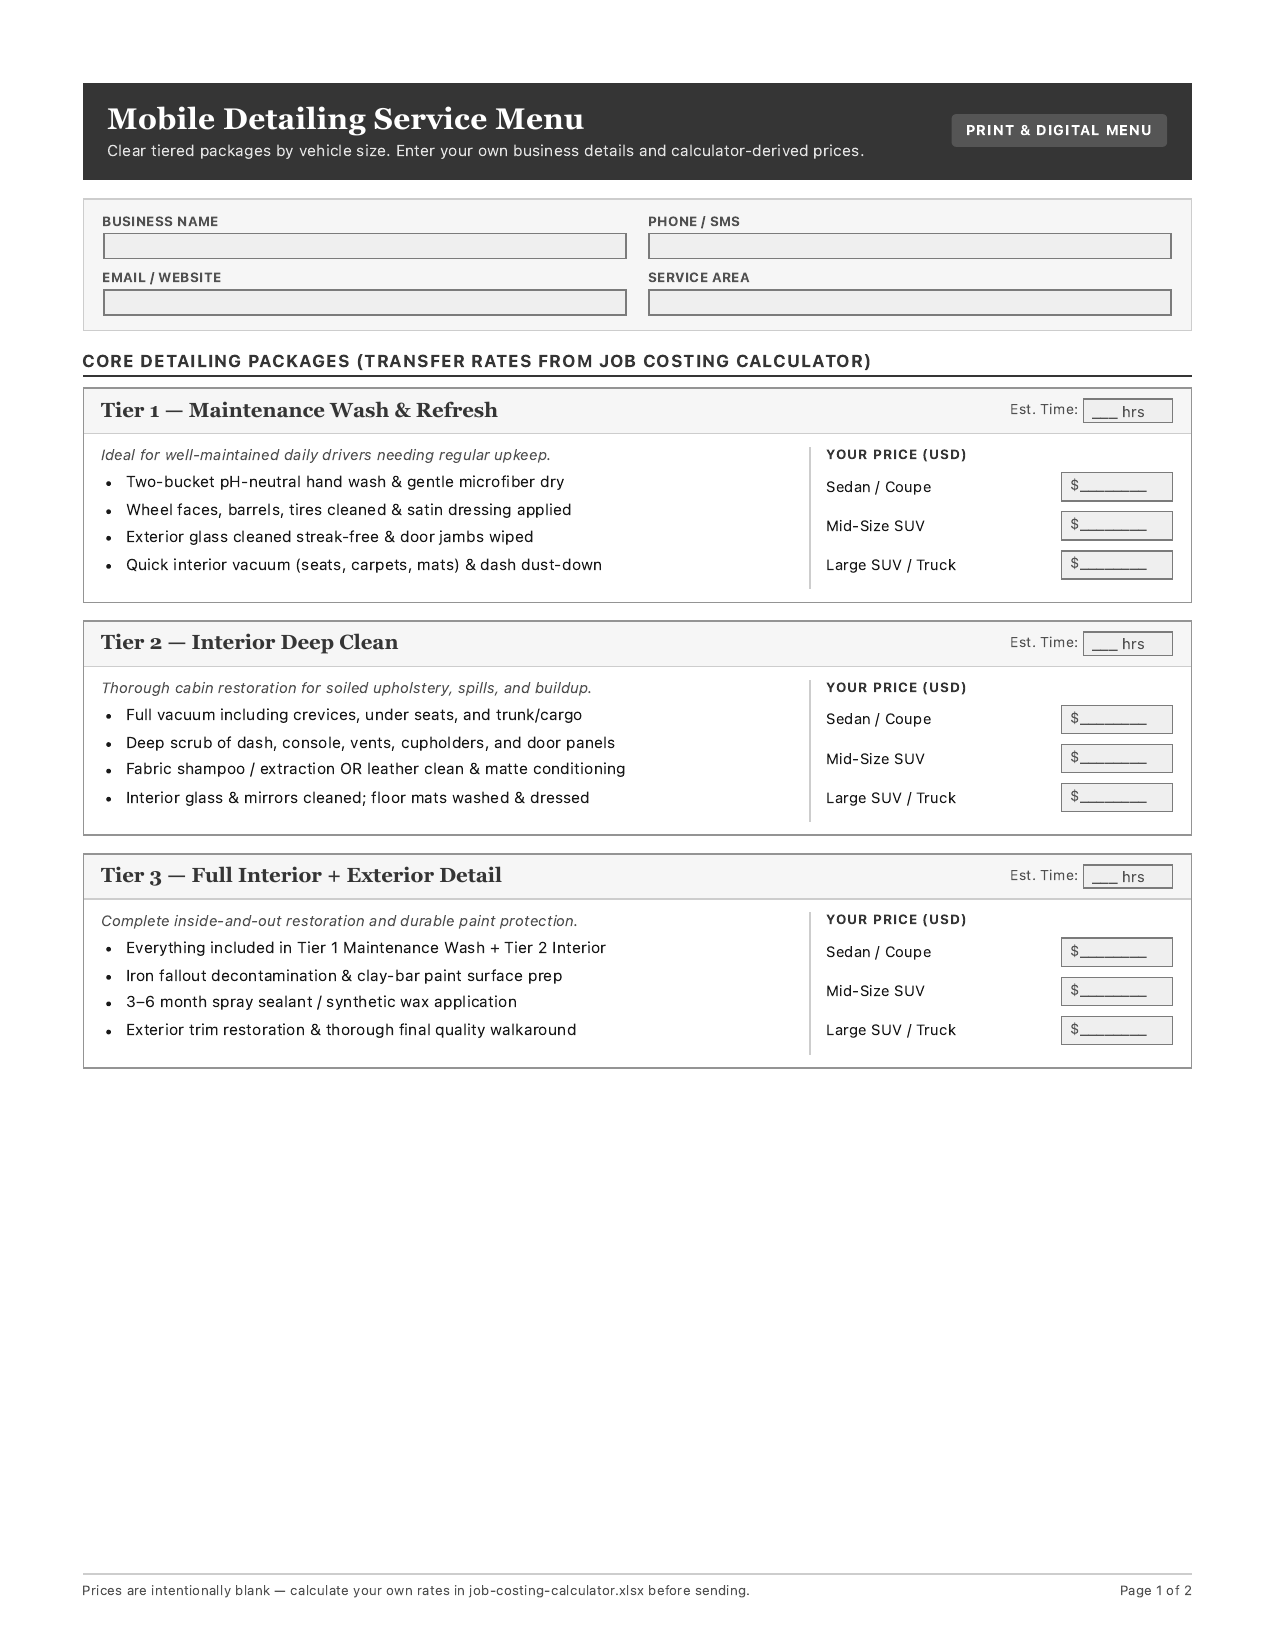 Mobile Detailing Service Menu
Clear tiered packages by vehicle size. Enter your own business details and calculator-derived prices.
PRINT & DIGITAL MENU
BUSINESS NAME
PHONE / SMS
EMAIL / WEBSITE
SERVICE AREA
CORE DETAILING PACKAGES (TRANSFER RATES FROM JOB COSTING CALCULATOR)
Tier 1 — Maintenance Wash & Refresh
Est. Time: ___ hrs
Ideal for well-maintained daily drivers needing regular upkeep.
• Two-bucket pH-neutral hand wash & gentle microfiber dry
• Wheel faces, barrels, tires cleaned & satin dressing applied
• Exterior glass cleaned streak-free & door jambs wiped
• Quick interior vacuum (seats, carpets, mats) & dash dust-down
YOUR PRICE (USD)
Sedan / Coupe $________
Mid-Size SUV $________
Large SUV / Truck $________
Tier 2 — Interior Deep Clean
Est. Time: ___ hrs
Thorough cabin restoration for soiled upholstery, spills, and buildup.
• Full vacuum including crevices, under seats, and trunk/cargo
• Deep scrub of dash, console, vents, cupholders, and door panels
• Fabric shampoo / extraction OR leather clean & matte conditioning
• Interior glass & mirrors cleaned; floor mats washed & dressed
YOUR PRICE (USD)
Sedan / Coupe $________
Mid-Size SUV $________
Large SUV / Truck $________
Tier 3 — Full Interior + Exterior Detail
Est. Time: ___ hrs
Complete inside-and-out restoration and durable paint protection.
• Everything included in Tier 1 Maintenance Wash + Tier 2 Interior
• Iron fallout decontamination & clay-bar paint surface prep
• 3–6 month spray sealant / synthetic wax application
• Exterior trim restoration & thorough final quality walkaround
YOUR PRICE (USD)
Sedan / Coupe $________
Mid-Size SUV $________
Large SUV / Truck $________
Prices are intentionally blank — calculate your own rates in job-costing-calculator.xlsx before sending.
Page 1 of 2